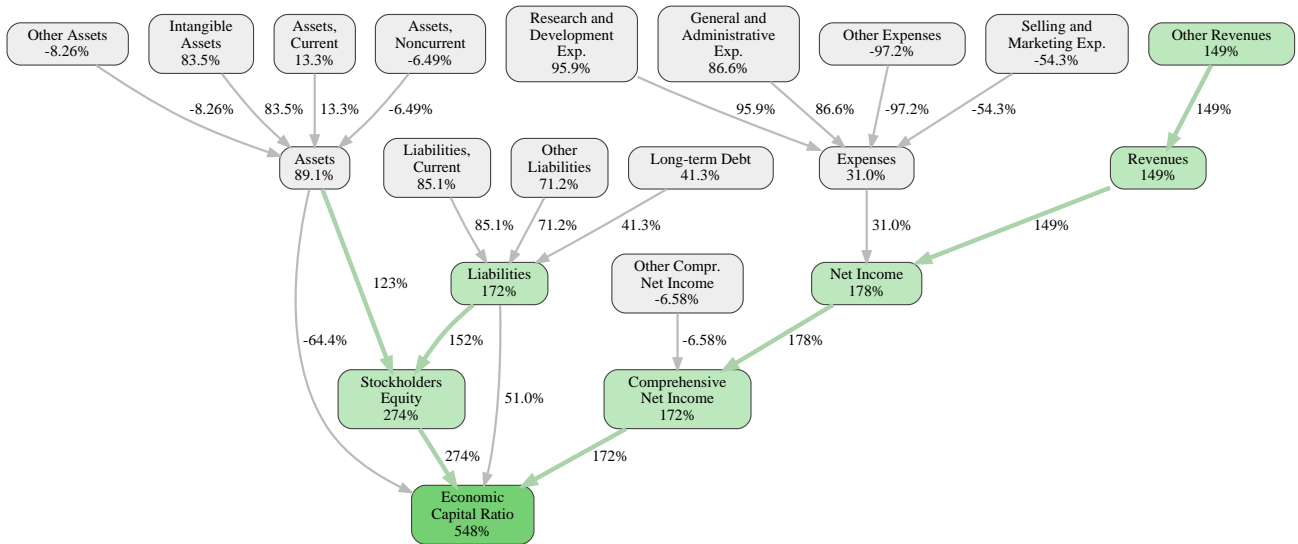 Other Assets
-8.26%
Intangible
Assets
83.5%
Assets,
Current
13.3%
Assets,
Noncurrent
-6.49%
Research and
Development
Exp.
95.9%
General and
Administrative
Exp.
86.6%
Other Expenses
-97.2%
Selling and
Marketing Exp.
-54.3%
Other Revenues
149%
-8.26%
83.5%
13.3%
-6.49%
95.9%
86.6%
-97.2%
-54.3%
149%
Assets
89.1%
Liabilities,
Current
85.1%
Other
Liabilities
71.2%
Long-term Debt
41.3%
Expenses
31.0%
Revenues
149%
85.1%
71.2%
41.3%
31.0%
149%
123%
Liabilities
172%
Other Compr.
Net Income
-6.58%
Net Income
178%
-64.4%
152%
-6.58%
178%
Stockholders
Equity
274%
51.0%
Comprehensive
Net Income
172%
274%
172%
Economic
Capital Ratio
548%